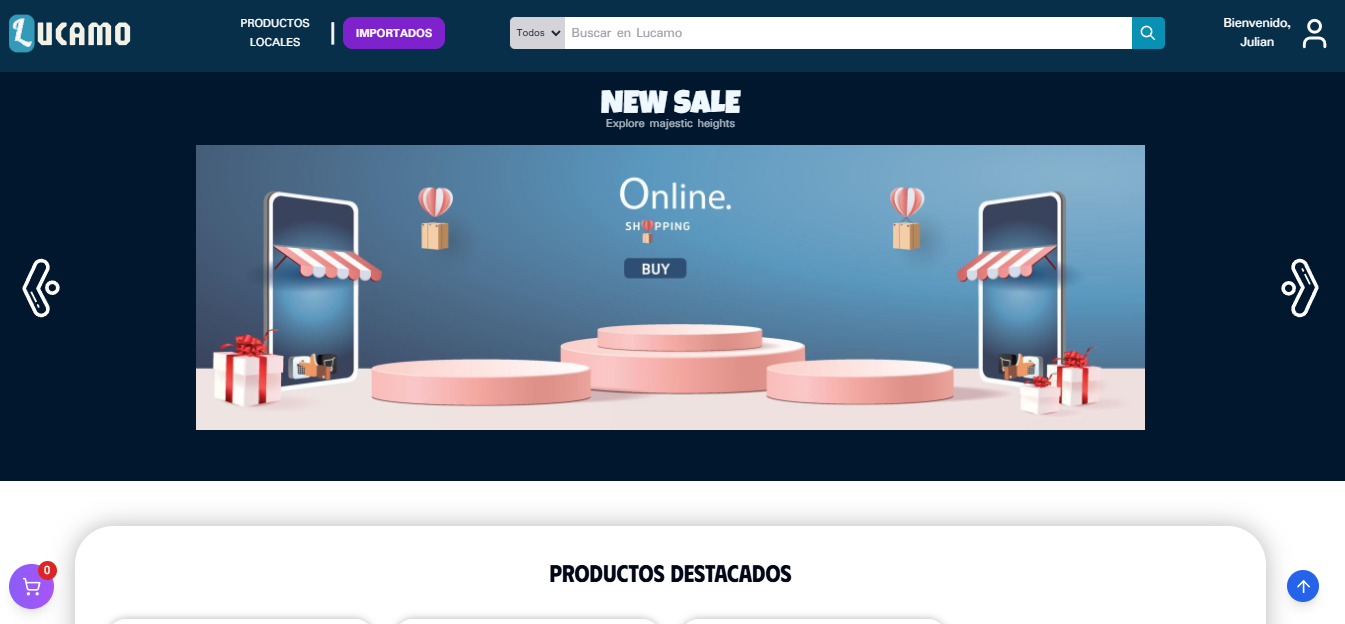 LUCAMO
PRODUCTOS
LOCALES
IMPORTADOS
Todos
Buscar en Lucamo
Bienvenido,
Julian
NEW SALE
Explore majestic heights
Online.
SHOPPING
BUY
0
PRODUCTOS DESTACADOS